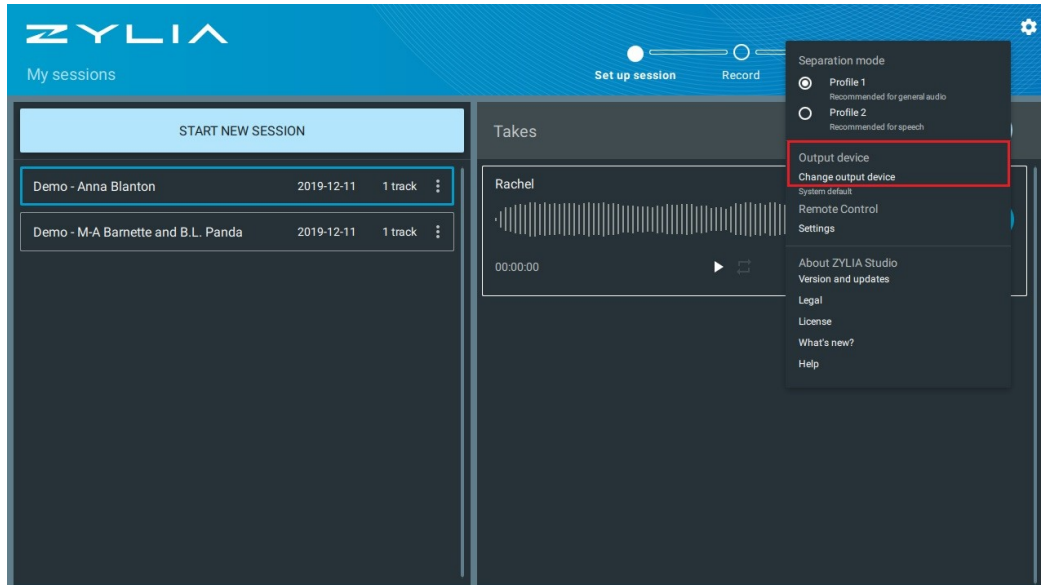 ZYLIA
My sessions
Set up session
Record
START NEW SESSION
Demo - Anna Blanton 2019-12-11 1 track
Demo - M-A Barnette and B.L. Panda 2019-12-11 1 track
Takes
Rachel
00:00:00
Separation mode
Profile 1
Recommended for general audio
Profile 2
Recommended for speech
Output device
Change output device
System default
Remote Control
Settings
About ZYLIA Studio
Version and updates
Legal
License
What's new?
Help